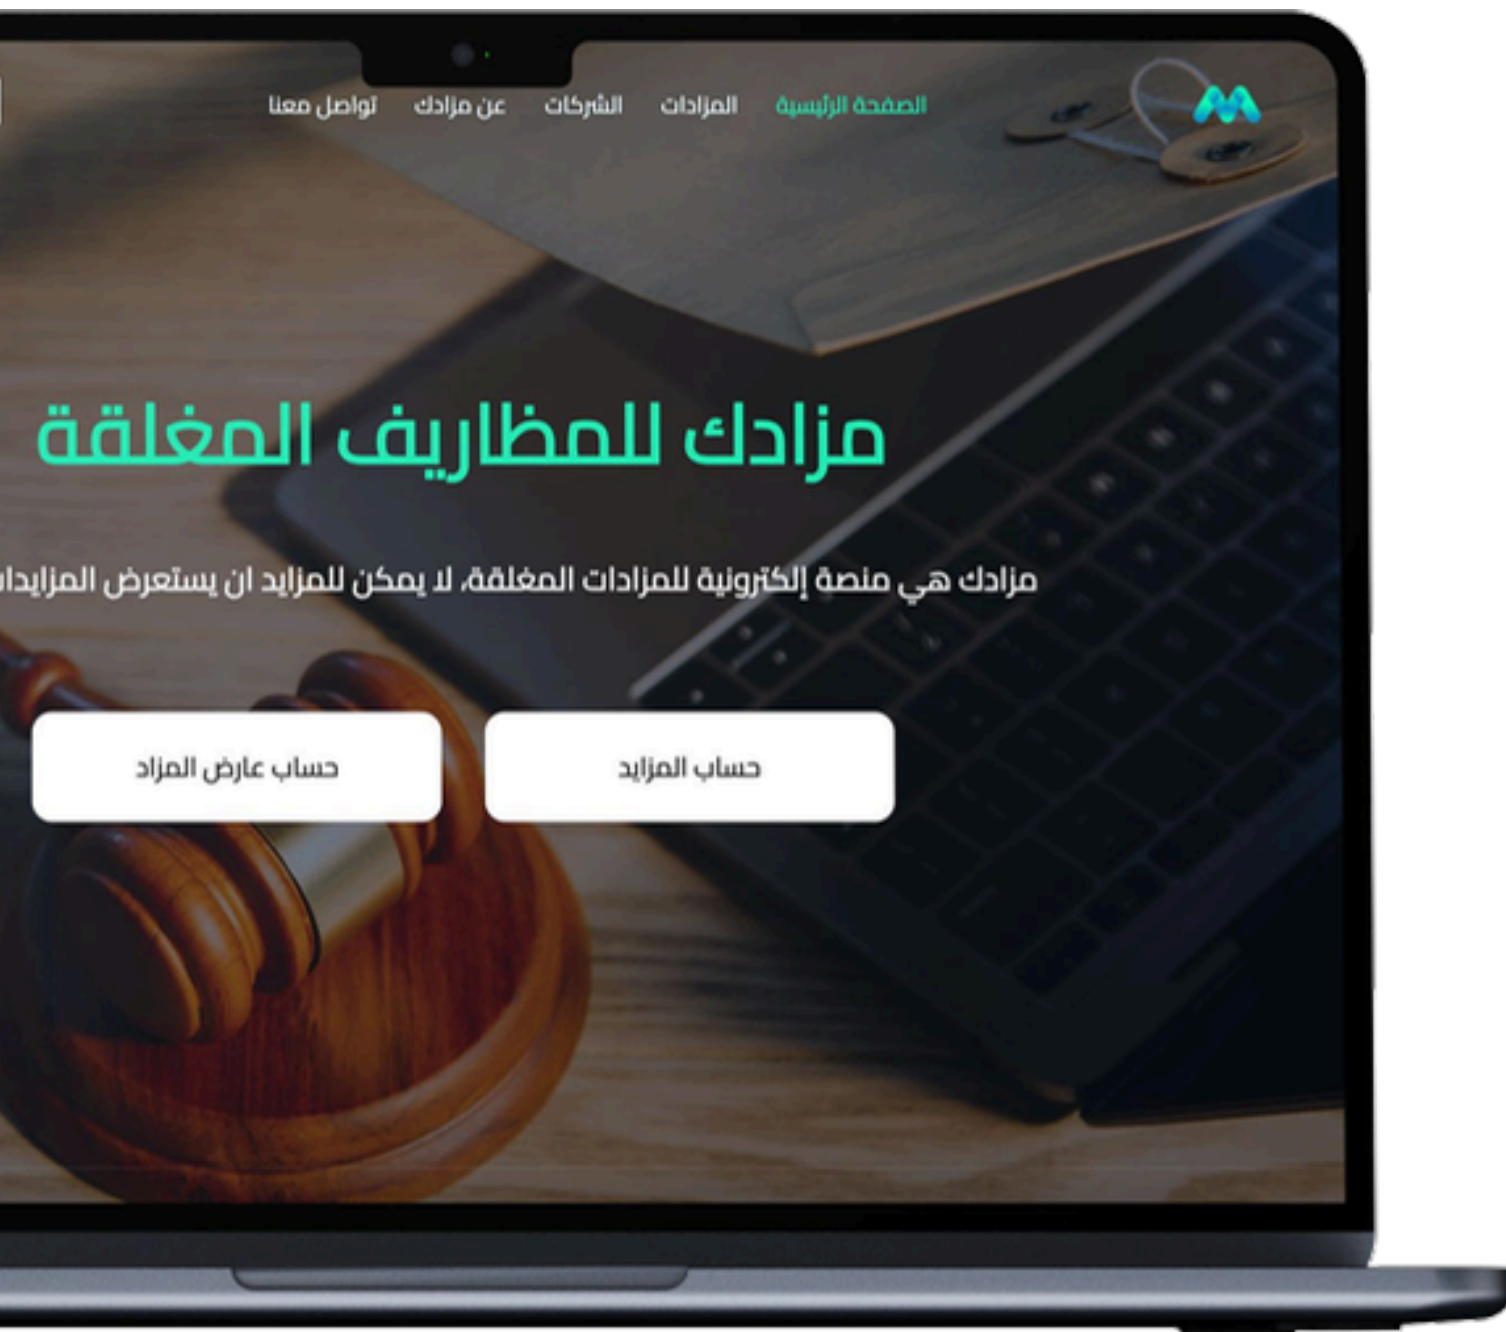 الصفحة الرئيسية المزادات الشركات عن مزادك تواصل معنا
مزادك للمظاريف المغلقة
مزادك هي منصة إلكترونية للمزادات المغلقة، لا يمكن للمزايد ان يستعرض
حساب المزايد حساب عارض المزاد